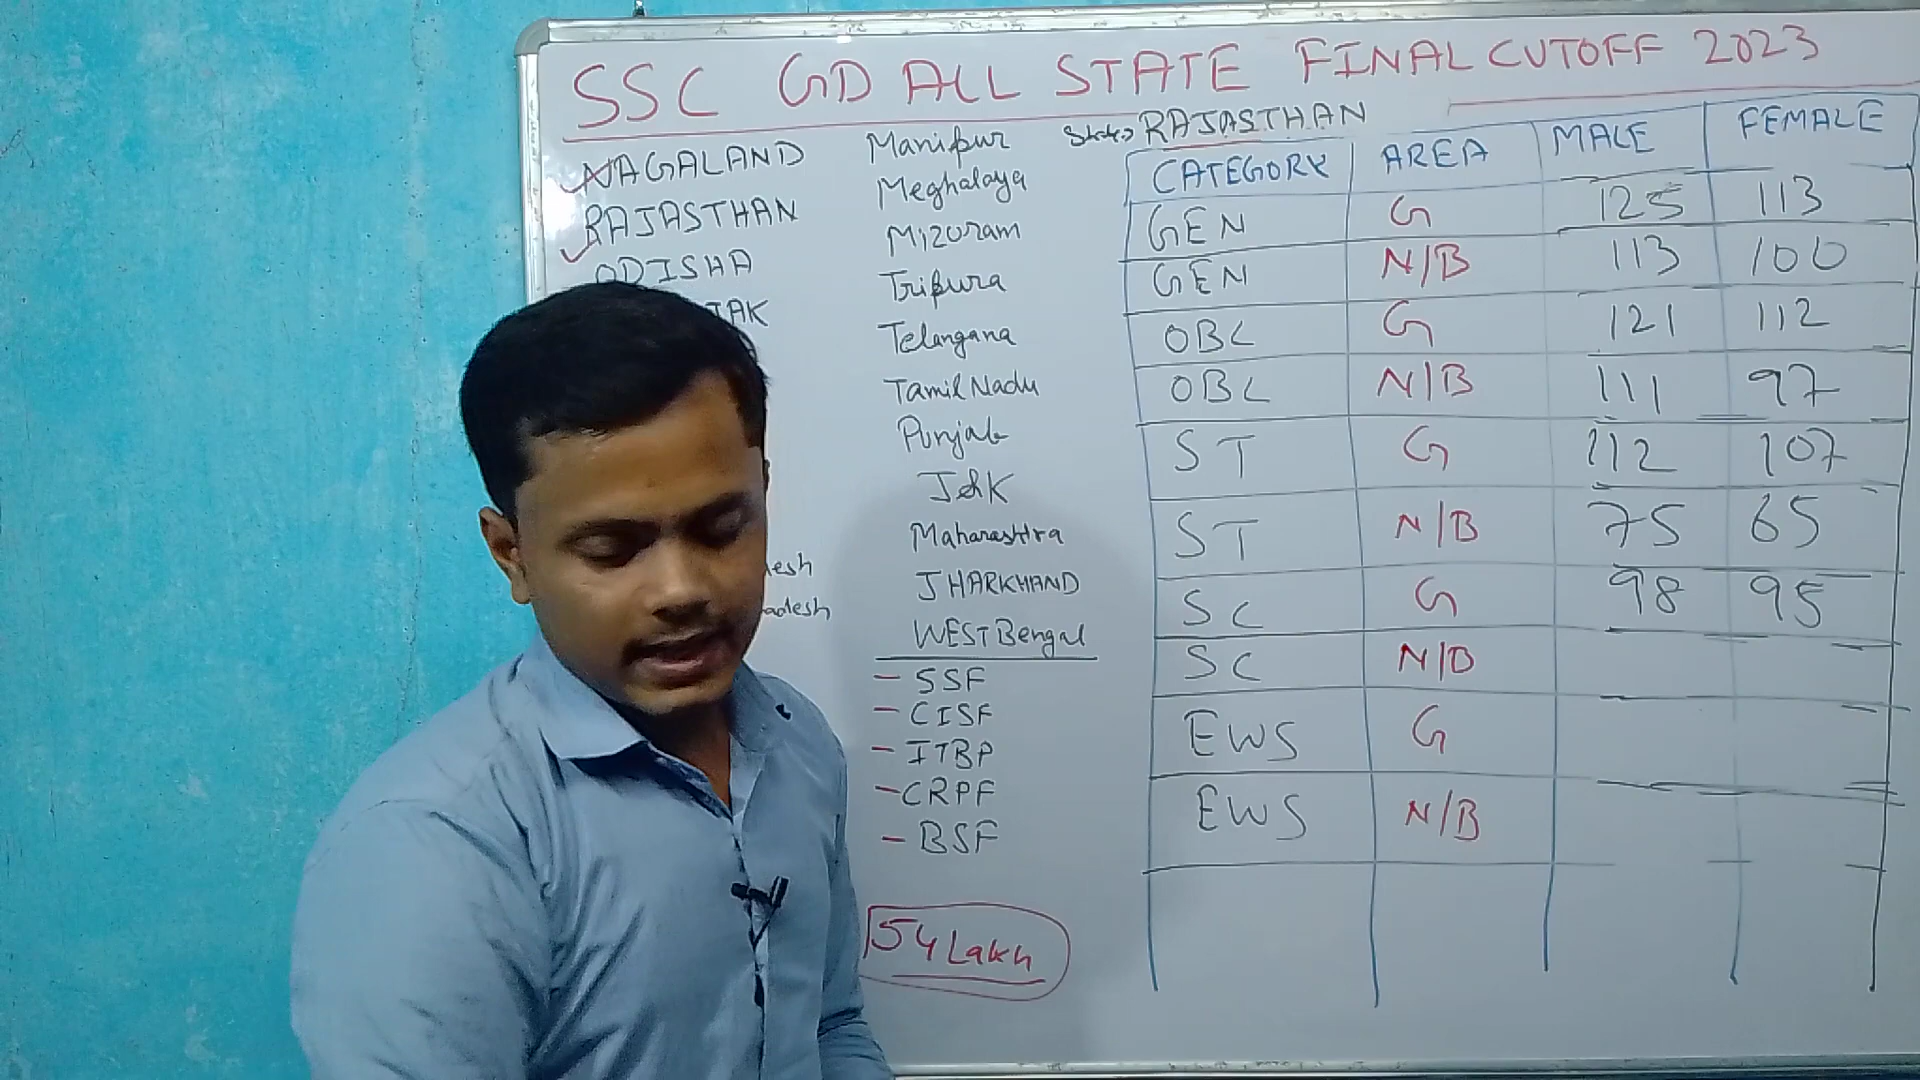 SSC GD ALL STATE FINAL CUTOFF 2023
NAGALAND
RAJASTHAN
ODISHA
Manipur
Meghalaya
Mizoram
Tripura
Telangana
Tamil Nadu
Punjab
J&K
Maharashtra
JHARKHAND
WEST Bengal
- SSF
- CISF
- ITBP
- CRPF
- BSF
54 Lakh
State→ RAJASTHAN
CATEGORY AREA MALE FEMALE
GEN G 125 113
GEN N/B 113 100
OBC G 121 112
OBC N/B 111 97
ST G 112 107
ST N/B 75 65
SC G 98 95
SC N/B
EWS G
EWS N/B